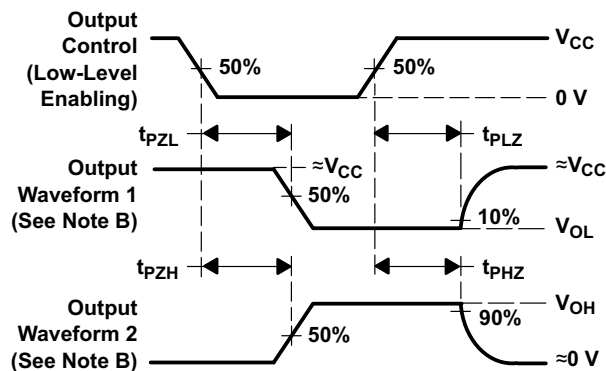 Output
Control
(Low-Level
Enabling)
50%
50%
VCC
0 V
tPZL
tPLZ
Output
Waveform 1
(See Note B)
≈VCC
50%
≈VCC
10%
VOL
tPZH
tPHZ
Output
Waveform 2
(See Note B)
50%
VOH
90%
≈0 V